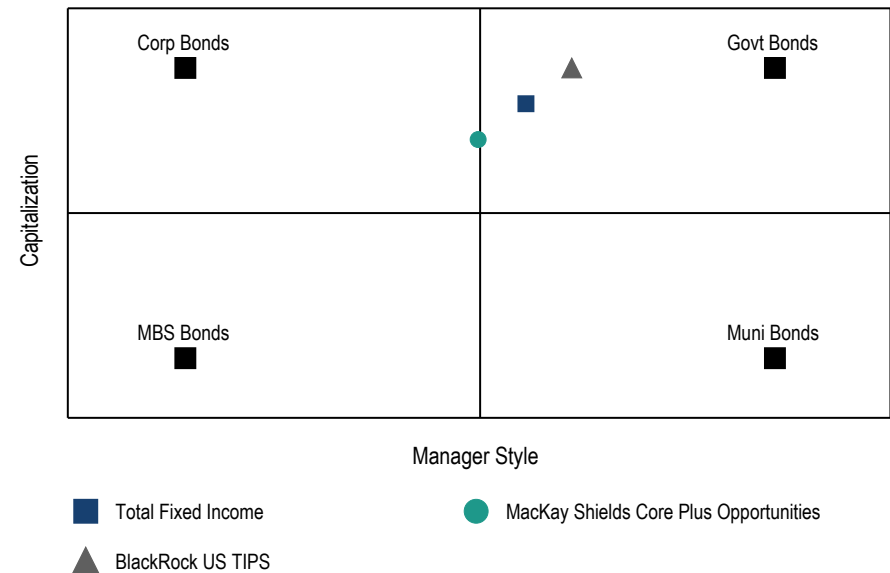 Corp Bonds
Govt Bonds
Capitalization
MBS Bonds
Muni Bonds
Manager Style
Total Fixed Income
MacKay Shields Core Plus Opportunities
BlackRock US TIPS